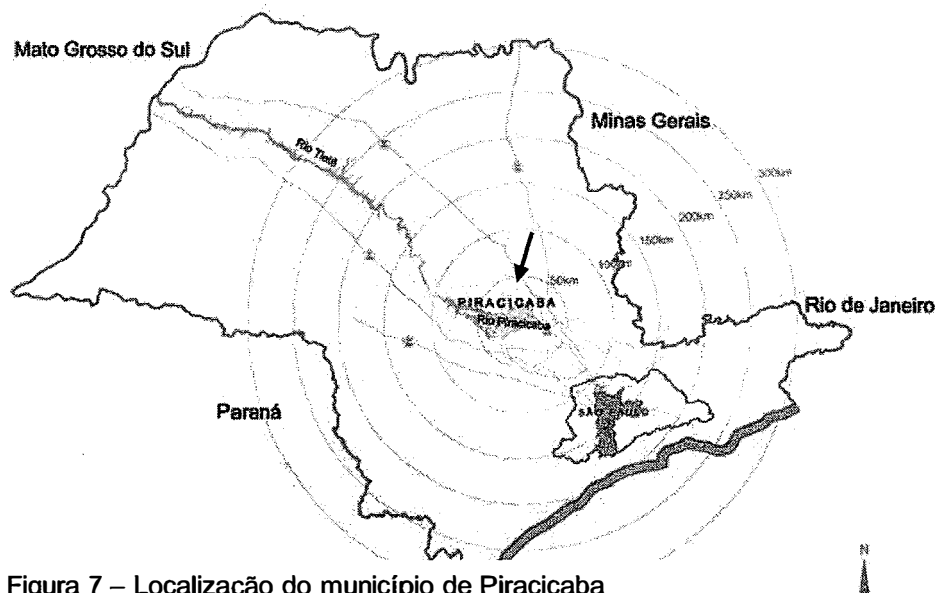 Mato Grosso do Sul
Minas Gerais
Rio Tietê
300km
250km
200km
150km
100km
50km
PIRACICABA
Rio Piracicaba
Rio de Janeiro
Paraná
SÃO PAULO
N
Figura 7 – Localização do município de Piracicaba